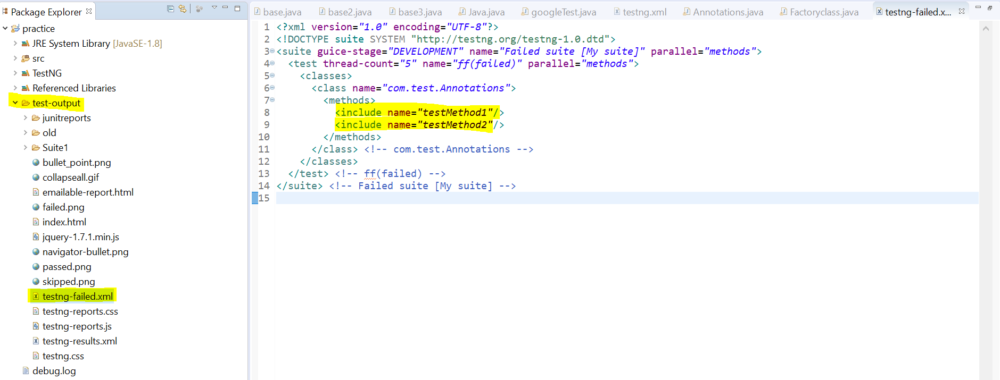 Package Explorer
practice
JRE System Library [JavaSE-1.8]
src
TestNG
Referenced Libraries
test-output
junitreports
old
Suite1
bullet_point.png
collapseall.gif
emailable-report.html
failed.png
index.html
jquery-1.7.1.min.js
navigator-bullet.png
passed.png
skipped.png
testng-failed.xml
testng-reports.css
testng-reports.js
testng-results.xml
testng.css
debug.log
base.java base2.java base3.java Java.java googleTest.java testng.xml Annotations.java Factoryclass.java testng-failed.x...
1 <?xml version="1.0" encoding="UTF-8"?>
2 <!DOCTYPE suite SYSTEM "http://testng.org/testng-1.0.dtd">
3 <suite guice-stage="DEVELOPMENT" name="Failed suite [My suite]" parallel="methods">
4 <test thread-count="5" name="ff(failed)" parallel="methods">
5 <classes>
6 <class name="com.test.Annotations">
7 <methods>
8 <include name="testMethod1"/>
9 <include name="testMethod2"/>
10 </methods>
11 </class> <!-- com.test.Annotations -->
12 </classes>
13 </test> <!-- ff(failed) -->
14 </suite> <!-- Failed suite [My suite] -->
15